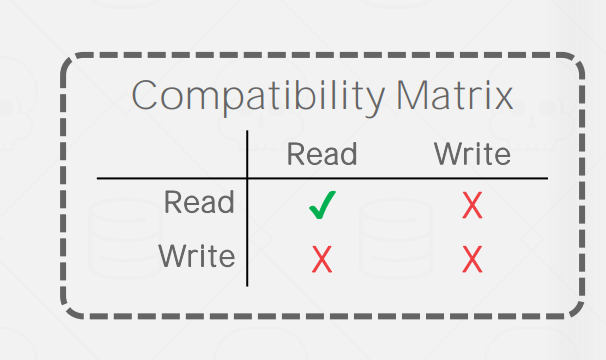 Compatibility Matrix
Read Write
Read ✓ X
Write X X